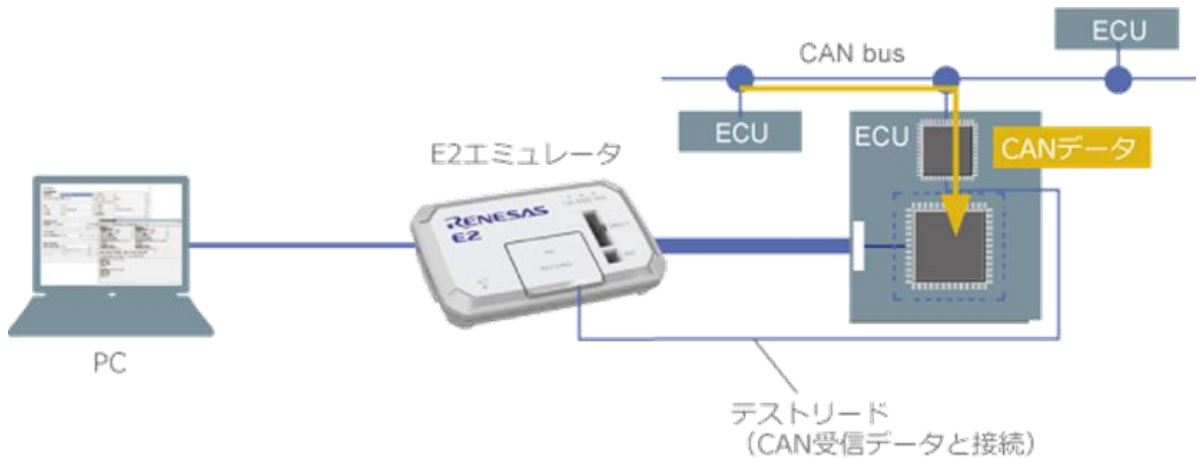 ECU
CAN bus
ECU
ECU
CANデータ
E2エミュレータ
RENESAS
E2
PC
テストリード
（CAN受信データと接続）